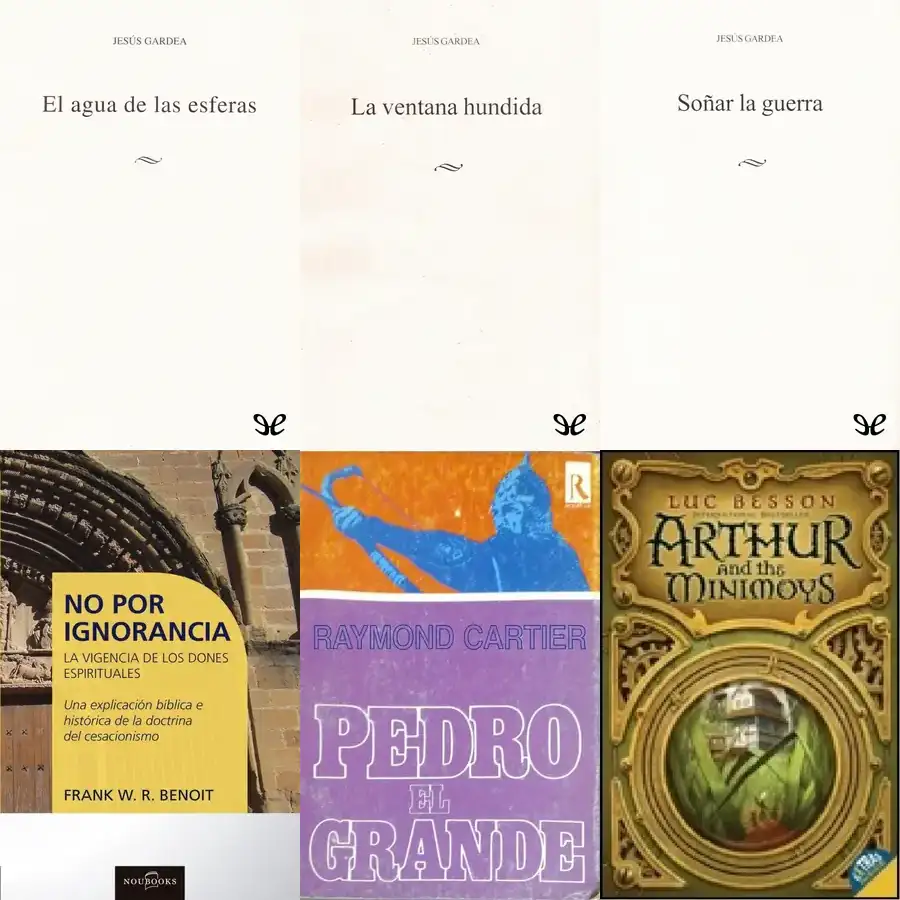 JESÚS GARDEA
El agua de las esferas
JESÚS GARDEA
La ventana hundida
JESÚS GARDEA
Soñar la guerra
NO POR
IGNORANCIA
LA VIGENCIA DE LOS DONES
ESPIRITUALES
Una explicación bíblica e
histórica de la doctrina
del cesacionismo
FRANK W. R. BENOIT
NOUBOOKS
R
RAYMOND CARTIER
PEDRO
EL
GRANDE
LUC BESSON
INTERNATIONAL BESTSELLER
ARTHUR
and the
MINIMOYS